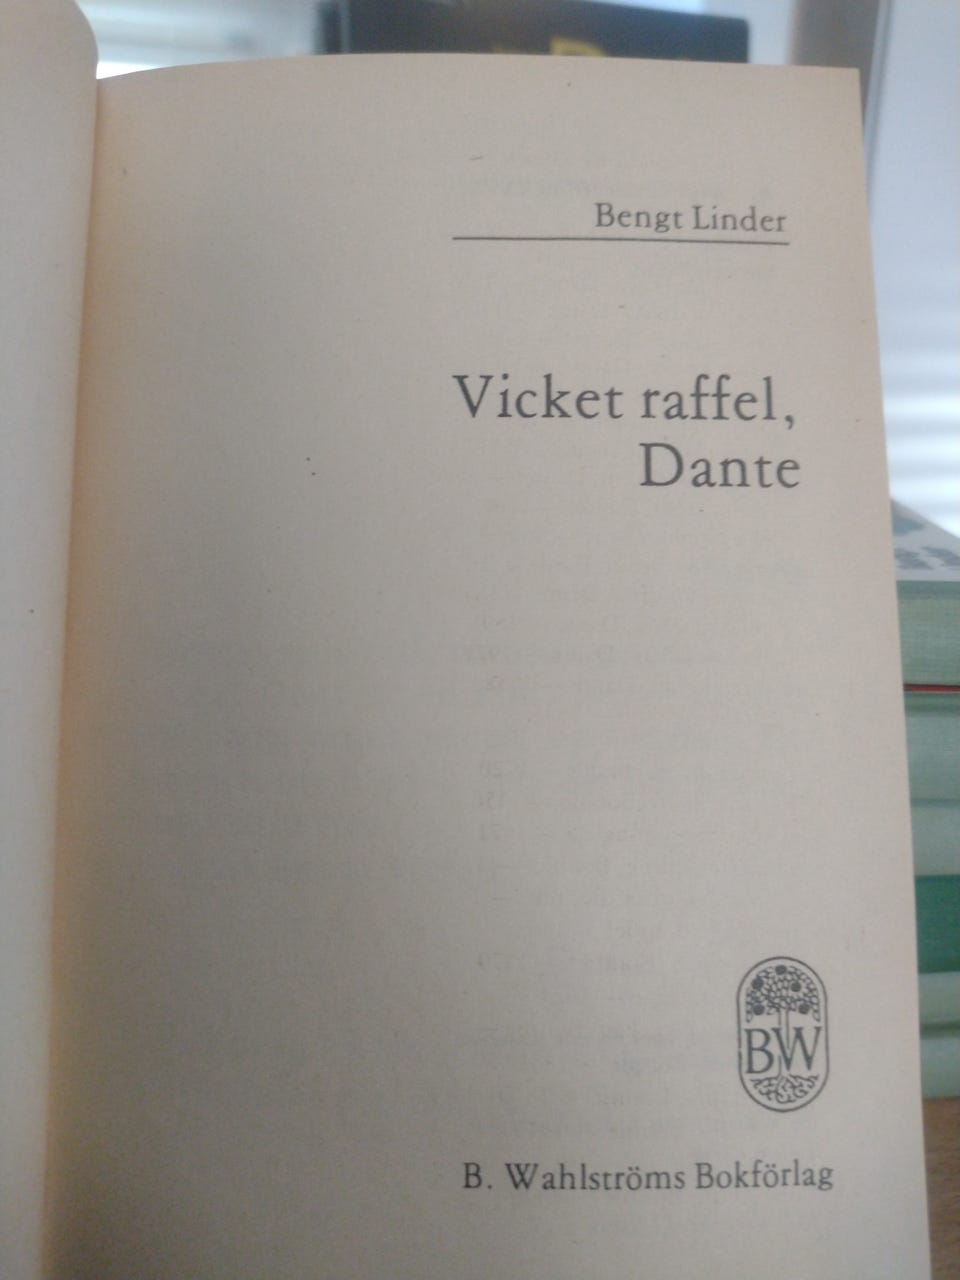 Bengt Linder
Vicket raffel,
Dante
BW
B. Wahlströms Bokförlag